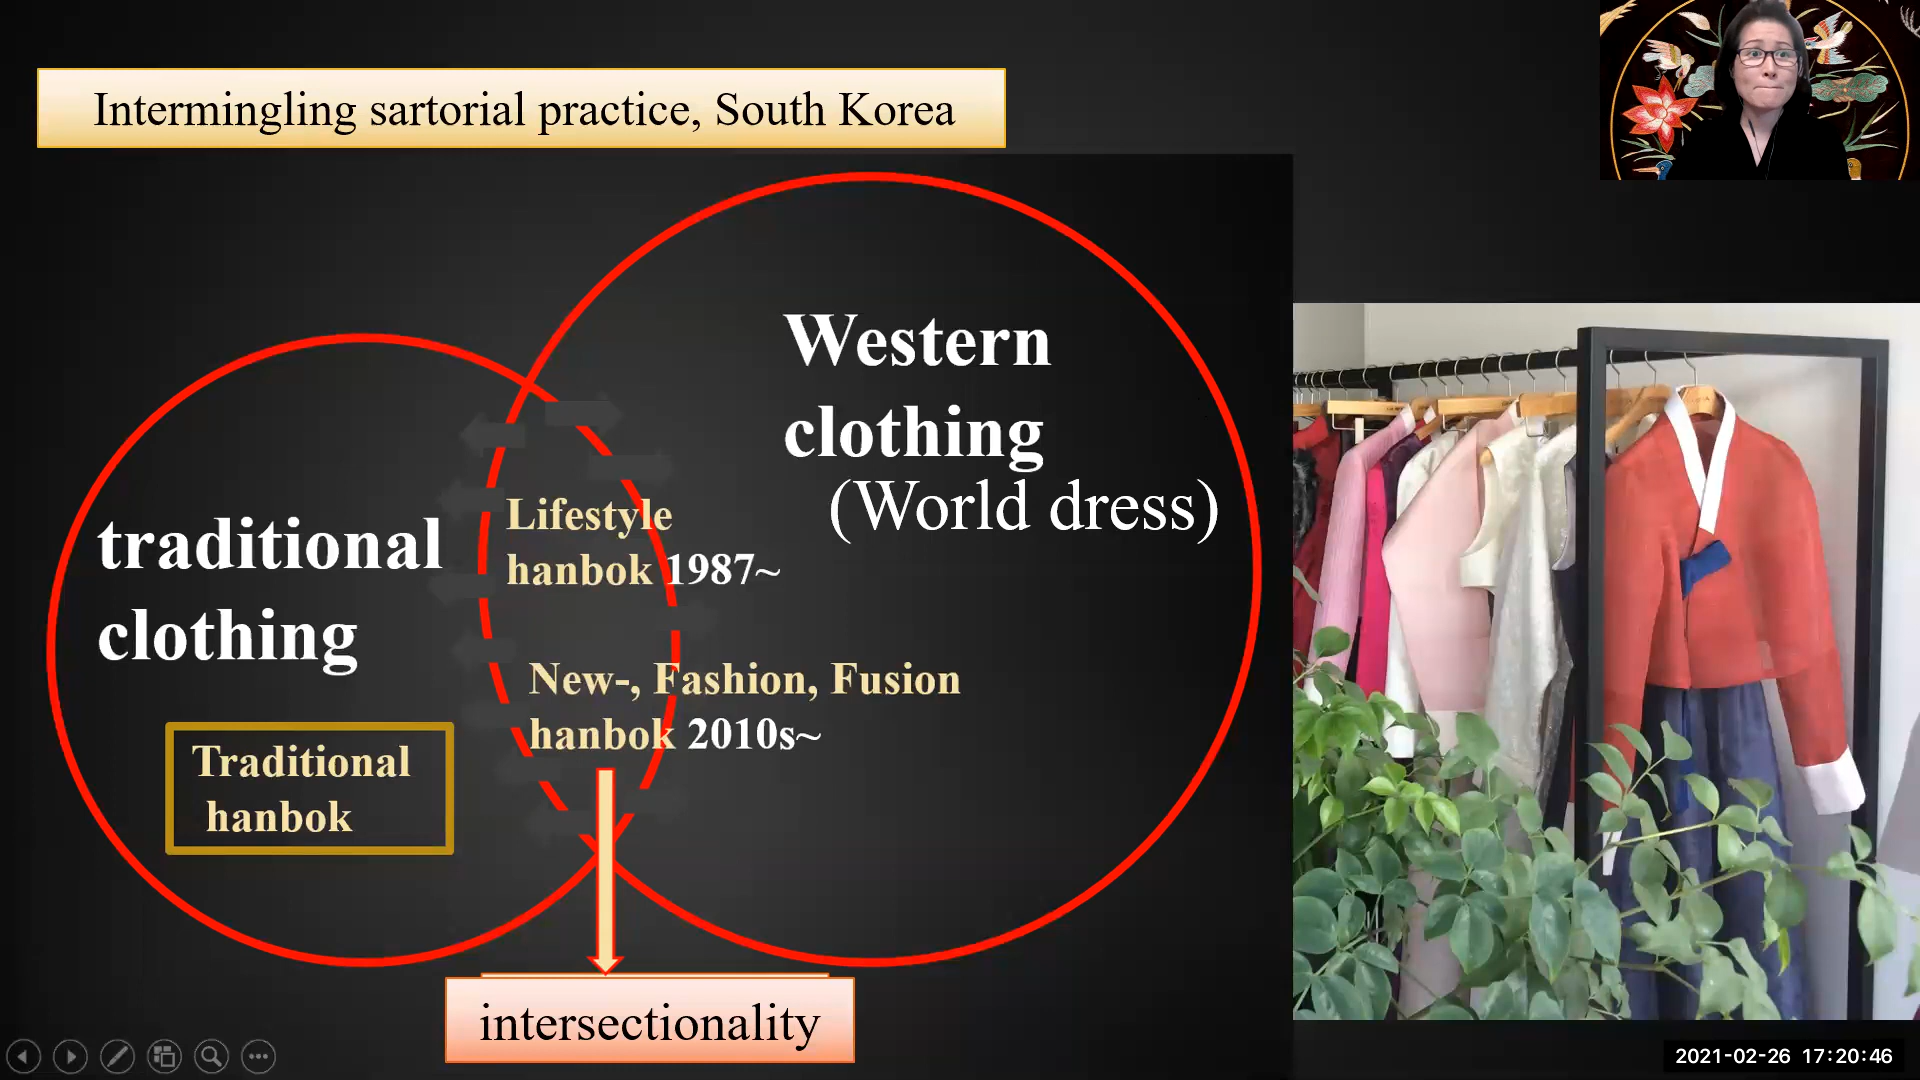 Intermingling sartorial practice, South Korea
Western
clothing
(World dress)
traditional
clothing
Lifestyle
hanbok 1987~
New-, Fashion, Fusion
hanbok 2010s~
Traditional
hanbok
intersectionality
2021-02-26 17:20:46